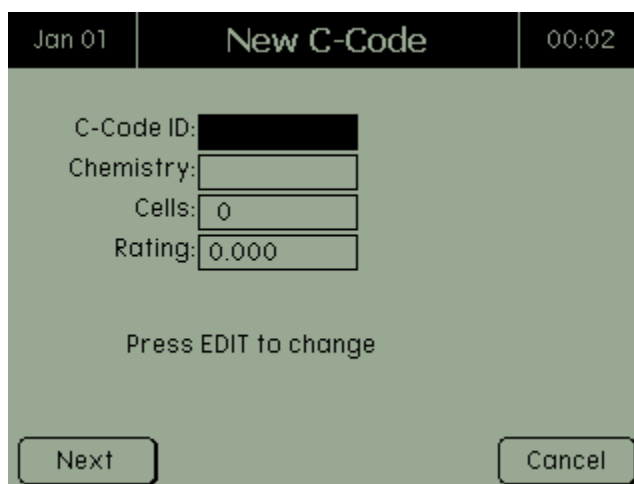 Jan 01 New C-Code 00:02
C-Code ID:
Chemistry:
Cells: 0
Rating: 0.000
Press EDIT to change
Next Cancel